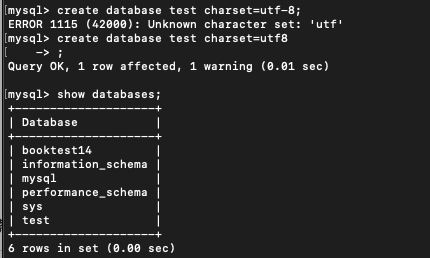 [mysql> create database test charset=utf-8;
ERROR 1115 (42000): Unknown character set: 'utf'
[mysql> create database test charset=utf8
[    -> ;
Query OK, 1 row affected, 1 warning (0.01 sec)

[mysql> show databases;
+--------------------+
| Database           |
+--------------------+
| booktest14         |
| information_schema |
| mysql              |
| performance_schema |
| sys                |
| test               |
+--------------------+
6 rows in set (0.00 sec)